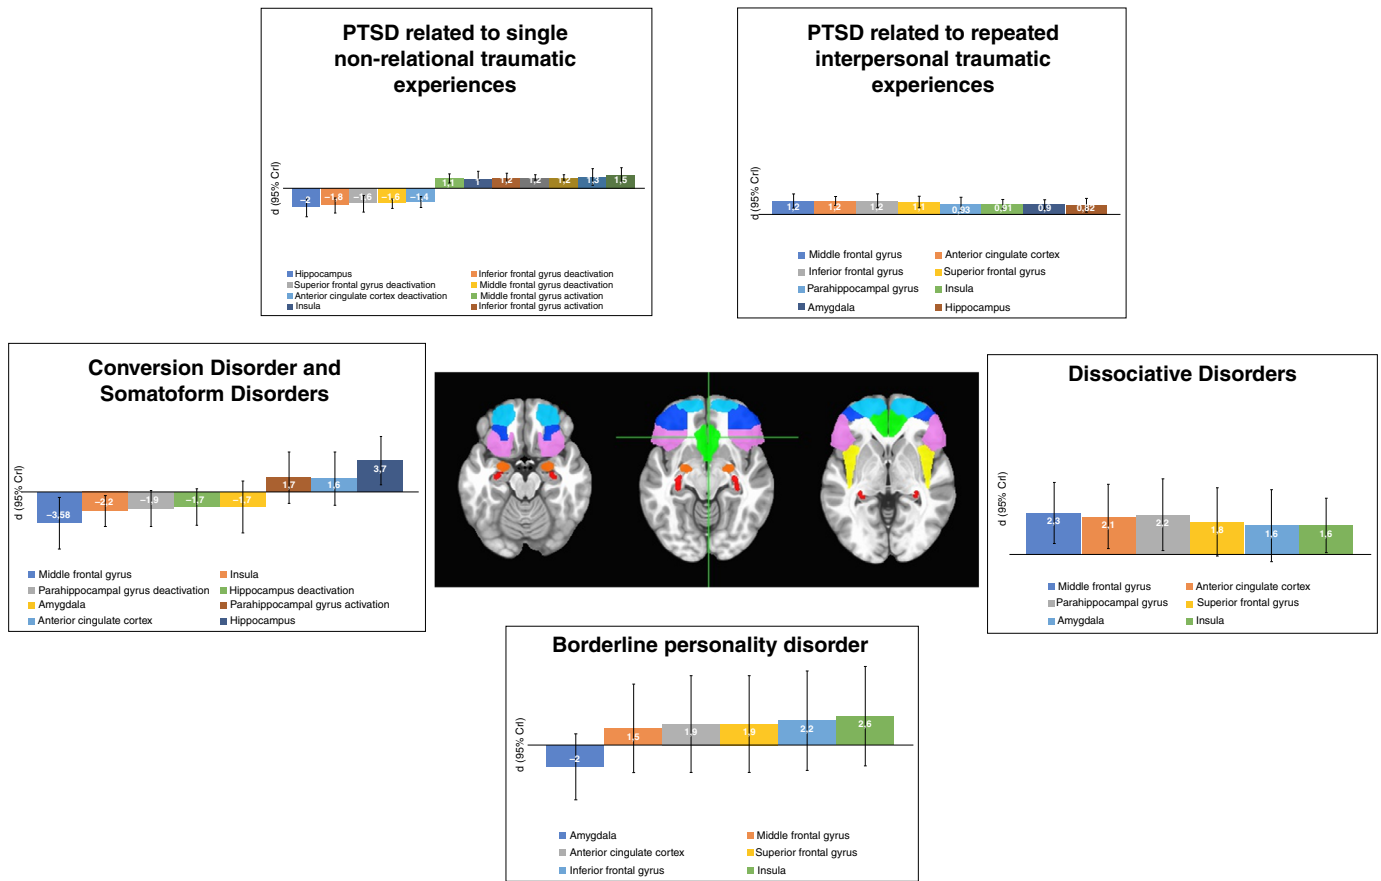 PTSD related to single
non-relational traumatic
experiences
d (95% CrI)
−2
−1,8
−1,6
−1,6
−1,4
1,1
1
1,2
1,2
1,2
1,3
1,5
Hippocampus
Inferior frontal gyrus deactivation
Superior frontal gyrus deactivation
Middle frontal gyrus deactivation
Anterior cingulate cortex deactivation
Middle frontal gyrus activation
Insula
Inferior frontal gyrus activation
PTSD related to repeated
interpersonal traumatic
experiences
d (95% CrI)
1,2
1,2
1,2
1,1
0,93
0,91
0,9
0,82
Middle frontal gyrus
Anterior cingulate cortex
Inferior frontal gyrus
Superior frontal gyrus
Parahippocampal gyrus
Insula
Amygdala
Hippocampus
Conversion Disorder and
Somatoform Disorders
d (95% CrI)
−3,58
−2,2
−1,9
−1,7
−1,7
1,7
1,6
3,7
Middle frontal gyrus
Insula
Parahippocampal gyrus deactivation
Hippocampus deactivation
Amygdala
Parahippocampal gyrus activation
Anterior cingulate cortex
Hippocampus
Dissociative Disorders
d (95% CrI)
2,3
2,1
2,2
1,8
1,6
1,6
Middle frontal gyrus
Anterior cingulate cortex
Parahippocampal gyrus
Superior frontal gyrus
Amygdala
Insula
Borderline personality disorder
d (95% CrI)
−2
1,5
1,9
1,9
2,2
2,6
Amygdala
Middle frontal gyrus
Anterior cingulate cortex
Superior frontal gyrus
Inferior frontal gyrus
Insula